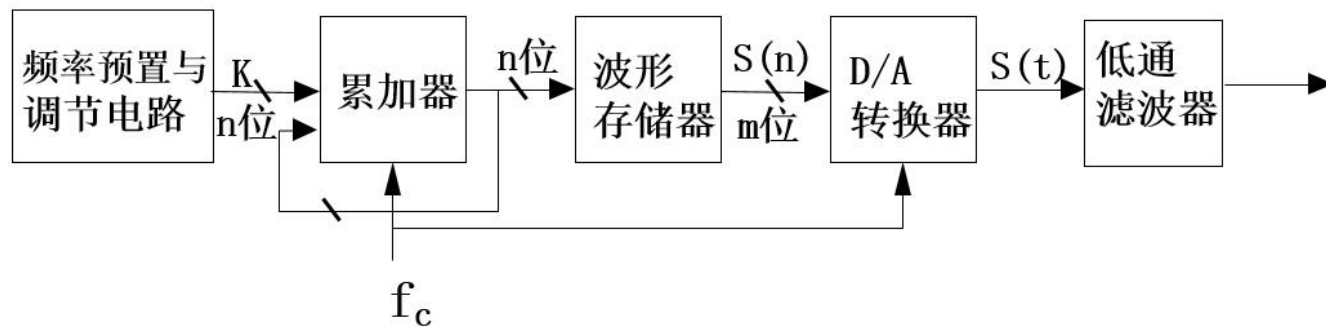 频率预置与
调节电路
K
n位
累加器
n位
波形
存储器
S(n)
m位
D/A
转换器
S(t)
低通
滤波器
fc